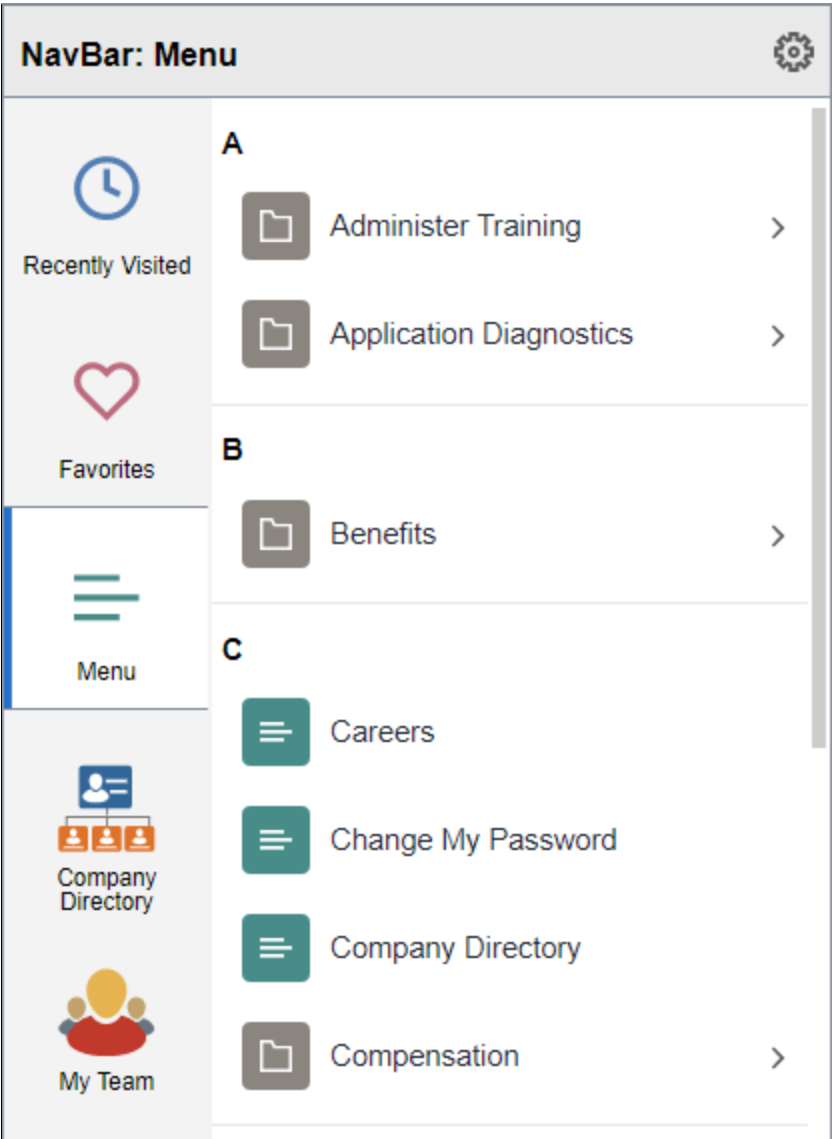 NavBar: Menu
Recently Visited
Favorites
Menu
Company
Directory
My Team
A
Administer Training
Application Diagnostics
B
Benefits
C
Careers
Change My Password
Company Directory
Compensation